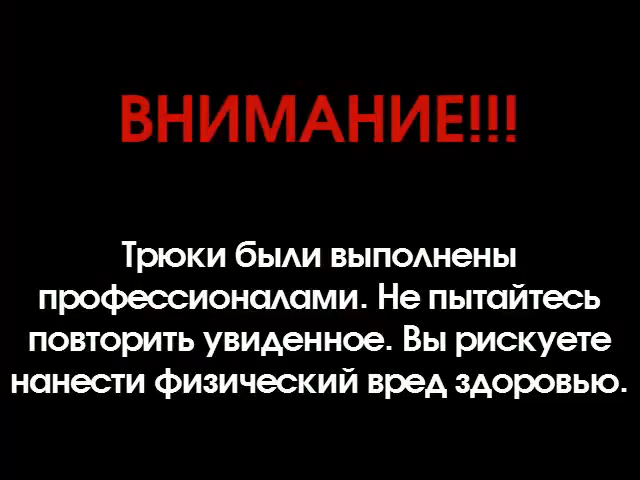 ВНИМАНИЕ!!!
Трюки были выполнены
профессионалами. Не пытайтесь
повторить увиденное. Вы рискуете
нанести физический вред здоровью.